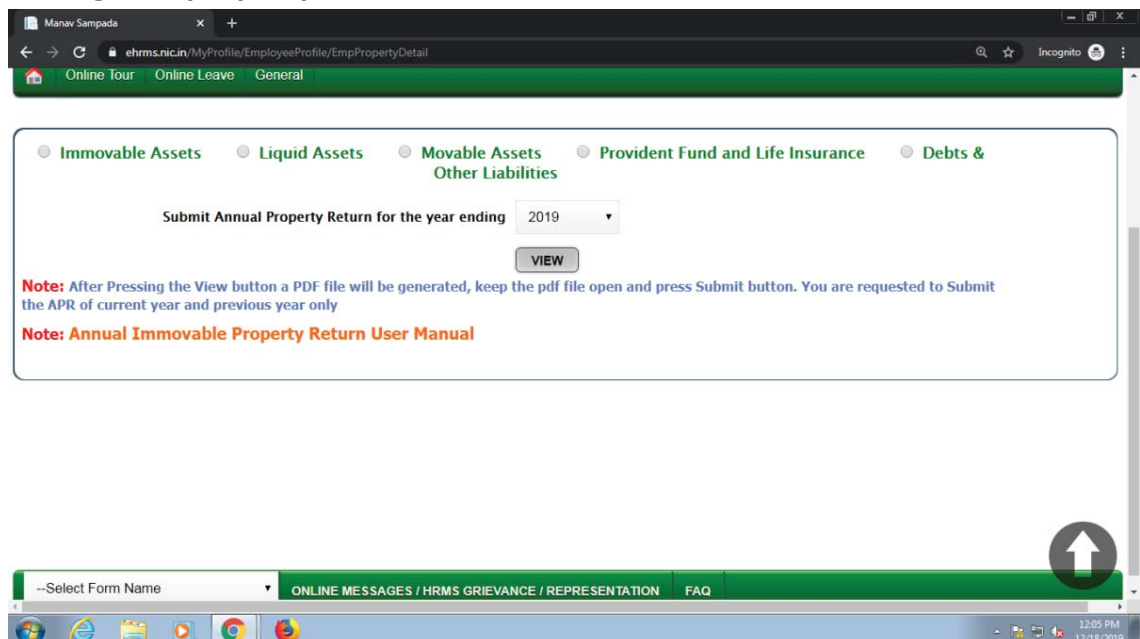 Manav Sampada
ehrms.nic.in/MyProfile/EmployeeProfile/EmpPropertyDetail
Incognito
Online Tour Online Leave General
Immovable Assets Liquid Assets Movable Assets Provident Fund and Life Insurance Debts &
Other Liabilities
Submit Annual Property Return for the year ending 2019
VIEW
Note: After Pressing the View button a PDF file will be generated, keep the pdf file open and press Submit button. You are requested to Submit
the APR of current year and previous year only
Note: Annual Immovable Property Return User Manual
--Select Form Name ONLINE MESSAGES / HRMS GRIEVANCE / REPRESENTATION FAQ
12:05 PM
12/18/2019